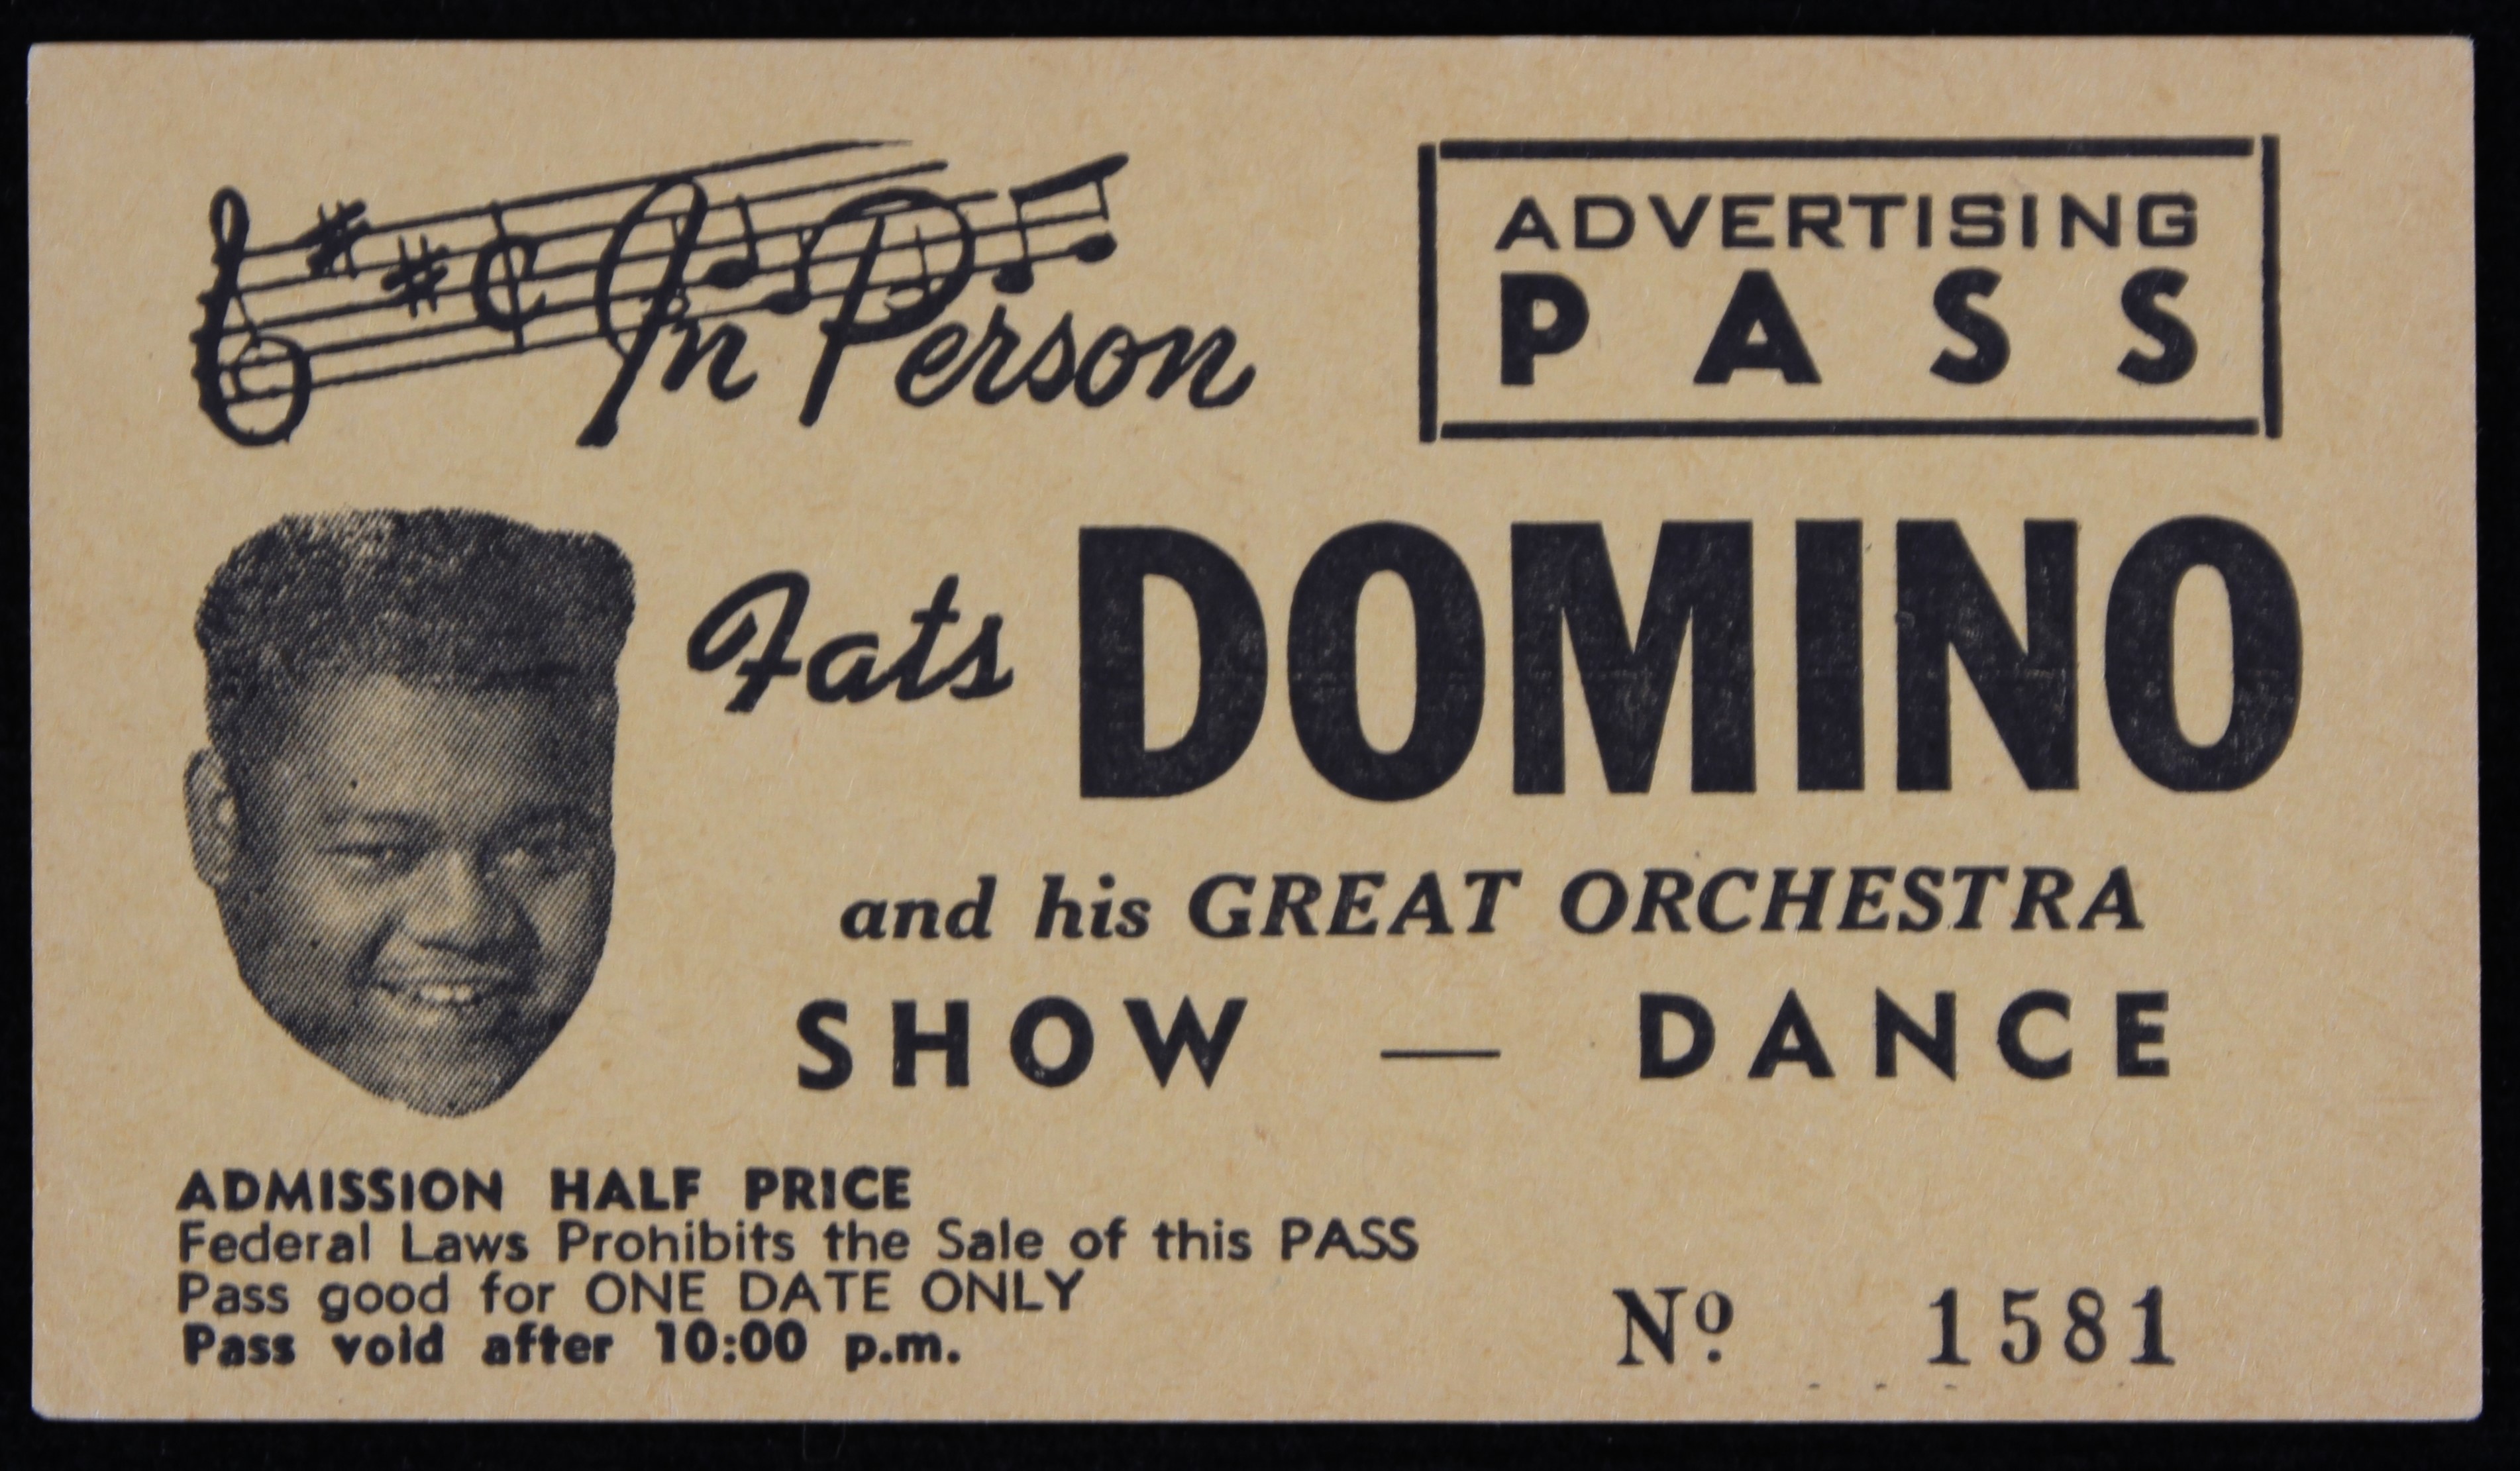 In Person
ADVERTISING
PASS
Fats DOMINO
and his GREAT ORCHESTRA
SHOW — DANCE
ADMISSION HALF PRICE
Federal Laws Prohibits the Sale of this PASS
Pass good for ONE DATE ONLY
Pass void after 10:00 p.m.
Nº 1581